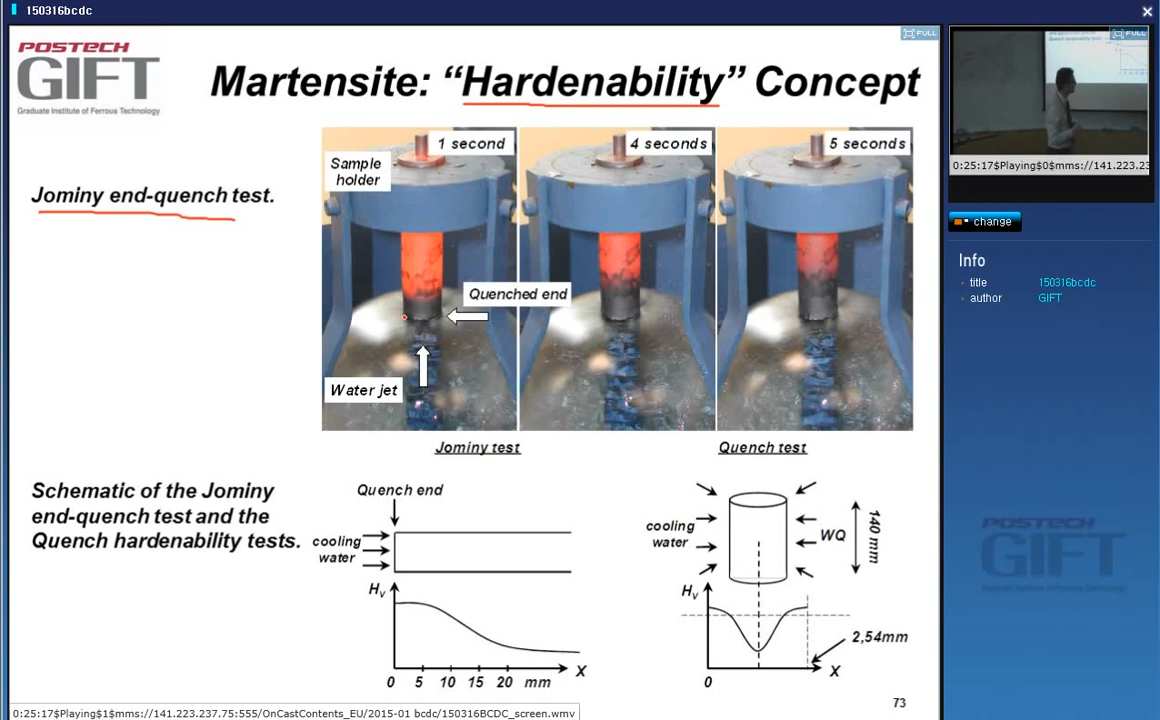 150316bcdc
POSTECH
GIFT
Graduate Institute of Ferrous Technology
Martensite: “Hardenability” Concept
FULL
FULL
Jominy end-quench test.
1 second
4 seconds
5 seconds
Sample
holder
Quenched end
Water jet
Jominy test
Quench test
Schematic of the Jominy
end-quench test and the
Quench hardenability tests.
Quench end
cooling
water
Hv
0 5 10 15 20 mm
X
cooling
water
WQ
140 mm
Hv
2,54mm
0
X
73
0:25:17$Playing$0$mms://141.223.23
change
Info
title 150316bcdc
author GIFT
POSTECH
GIFT
Graduate Institute of Ferrous Technology
0:25:17$Playing$1$mms://141.223.237.75:555/OnCastContents_EU/2015-01 bcdc/150316BCDC_screen.wmv